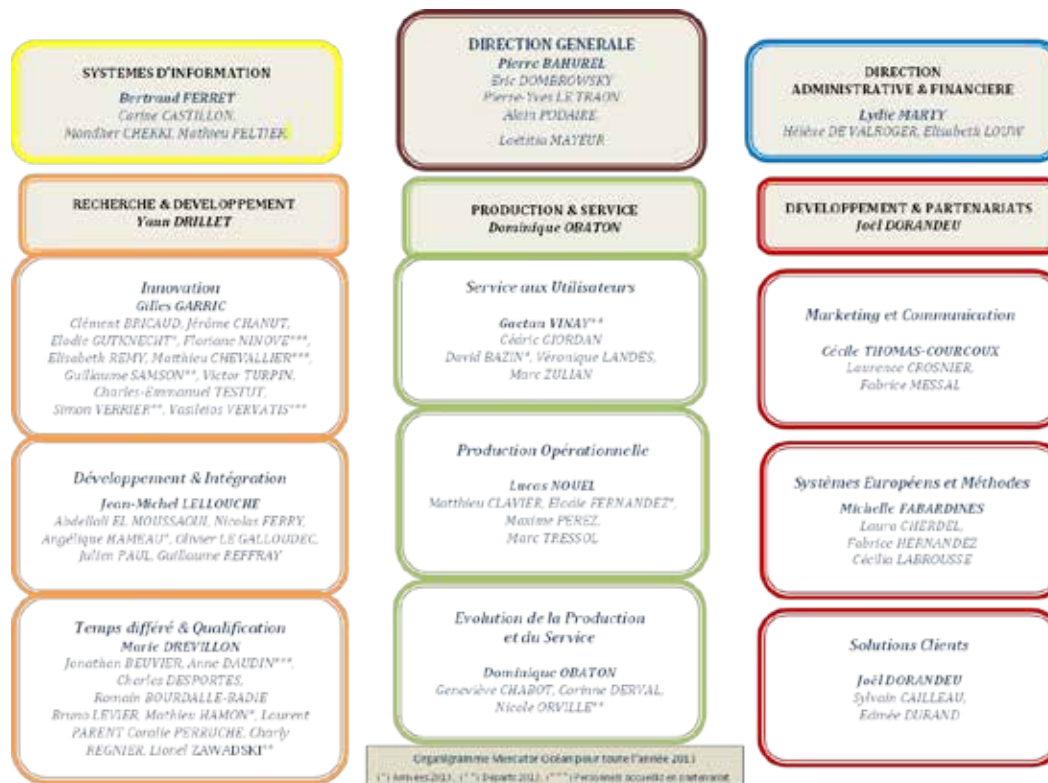 SYSTEMES D'INFORMATION
Bertrand FERRET
Carine CASTILLON,
Mondher CHEKKI, Mathieu PELTIER
DIRECTION GENERALE
Pierre BAHUREL
Eric DOMBROWSKY
Pierre-Yves LE TRAON
Alain PODAIRE
Laëtitia MAYEUR
DIRECTION
ADMINISTRATIVE & FINANCIERE
Lydie MARTY
Hélène DE VALROGER, Elisabeth LOUW
RECHERCHE & DEVELOPPEMENT
Yann DRILLET
Innovation
Gilles GARRIC
Clément BRICAUD, Jérôme CHANUT,
Elodie GUTKNECHT*, Floriane NINOVE***,
Elisabeth REMY, Matthieu CHEVALLIER***,
Guillaume SAMSON**, Victor TURPIN,
Charles-Emmanuel TESTUT,
Simon VERRIER**, Vasileios VERVATIS***
Développement & Intégration
Jean-Michel LELLOUCHE
Abdellali EL MOUSSAOUI, Nicolas FERRY,
Angélique HAMEAU*, Olivier LE GALLOUDEC,
Julien PAUL, Guillaume REFFRAY
Temps différé & Qualification
Marie DREVILLON
Jonathan BEUVIER, Anne DAUDIN***,
Charles DESPORTES,
Romain BOURDALLE-BADIE
Bruno LEVIER, Mathieu HAMON*, Laurent
PARENT Coralie PERRUCHE, Charly
REGNIER, Lionel ZAWADSKI**
PRODUCTION & SERVICE
Dominique OBATON
Service aux Utilisateurs
Gaetan VINAY**
Cédric GIORDAN
David BAZIN*, Véronique LANDES,
Marc ZULIAN
Production Opérationnelle
Lucas NOUEL
Matthieu CLAVIER, Elodie FERNANDEZ*,
Maxime PEREZ,
Marc TRESSOL
Evolution de la Production
et du Service
Dominique OBATON
Geneviève CHABOT, Corinne DERVAL,
Nicole ORVILLE**
DEVELOPPEMENT & PARTENARIATS
Joël DORANDEU
Marketing et Communication
Cécile THOMAS-COURCOUX
Laurence CROSNIER,
Fabrice MESSAL
Systèmes Européens et Méthodes
Michelle FABARDINES
Laura CHERDEL,
Fabrice HERNANDEZ
Cécilia LABROUSSE
Solutions Clients
Joël DORANDEU
Sylvain CAILLEAU,
Edmée DURAND
Organigramme Mercator Océan pour toute l'année 2013
(*) Arrivées 2013, (**) Départs 2013, (***) Personnels accueillis en partenariat